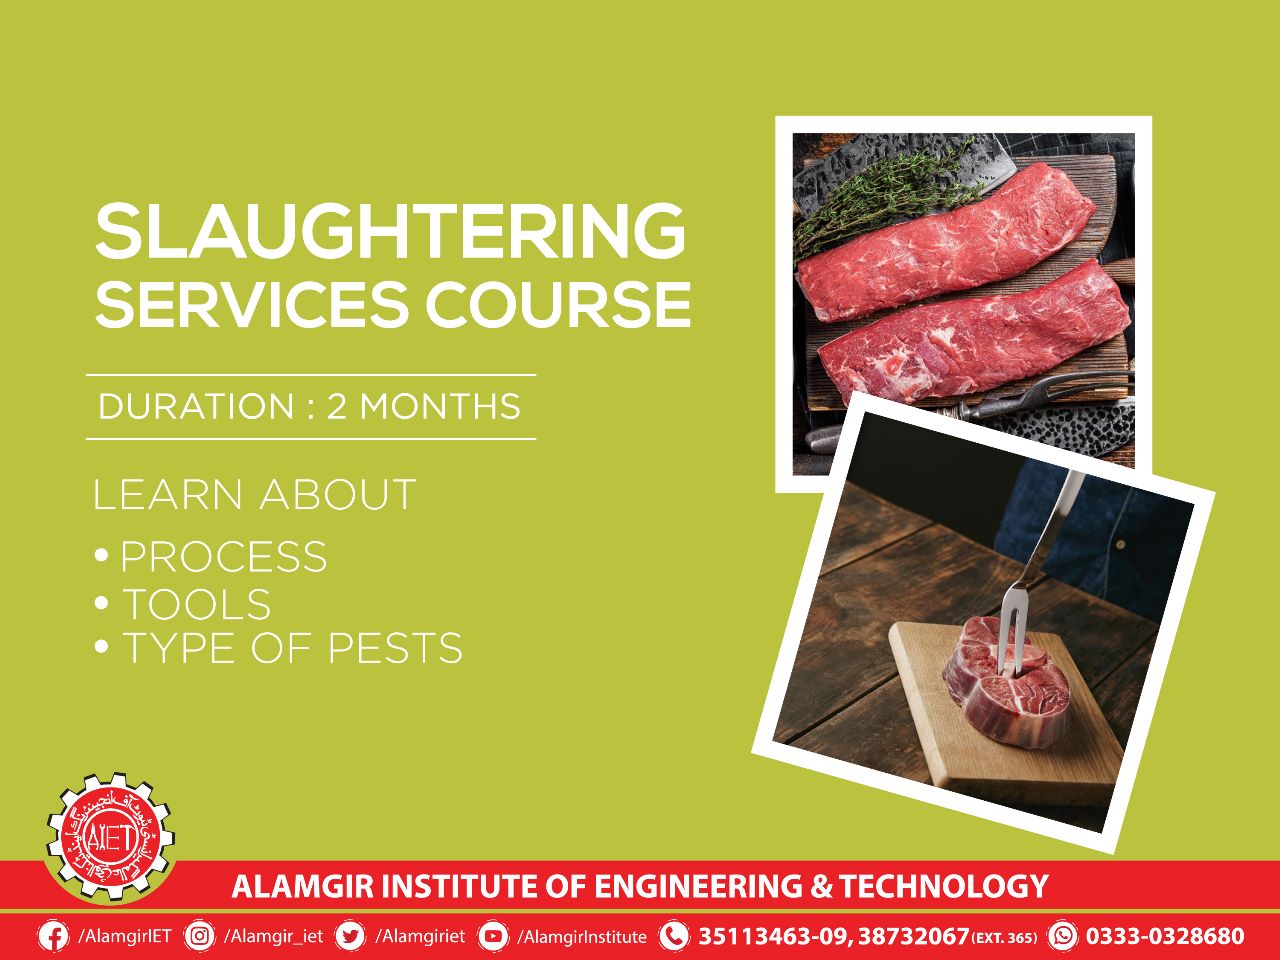 SLAUGHTERING
SERVICES COURSE
DURATION : 2 MONTHS
LEARN ABOUT
• PROCESS
• TOOLS
• TYPE OF PESTS
AIET
ALAMGIR INSTITUTE OF ENGINEERING & TECHNOLOGY
/AlamgirIET /Alamgir_iet /Alamgiriet /AlamgirInstitute 35113463-09, 38732067 (EXT. 365) 0333-0328680